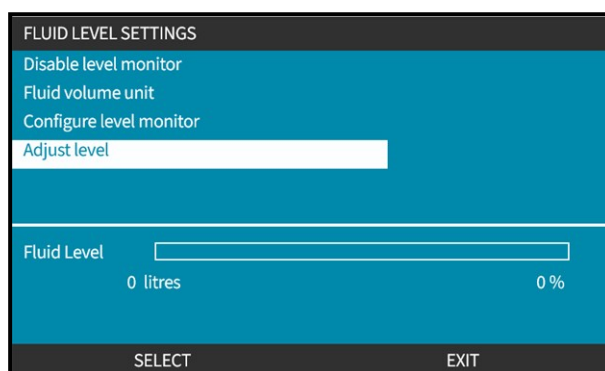 FLUID LEVEL SETTINGS
Disable level monitor
Fluid volume unit
Configure level monitor
Adjust level
Fluid Level
0 litres 0 %
SELECT EXIT